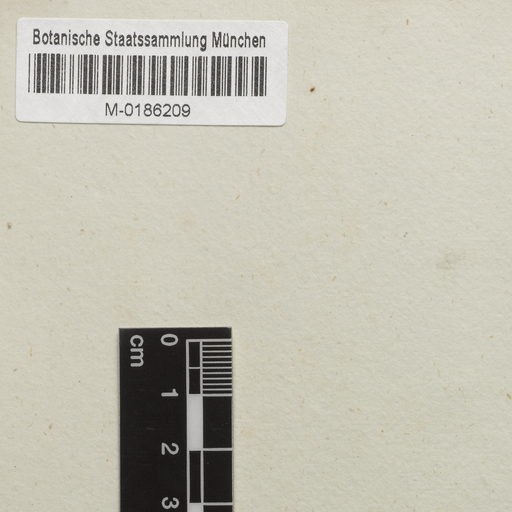 Botanische Staatssammlung München
M-0186209
cm
0
1
2
3